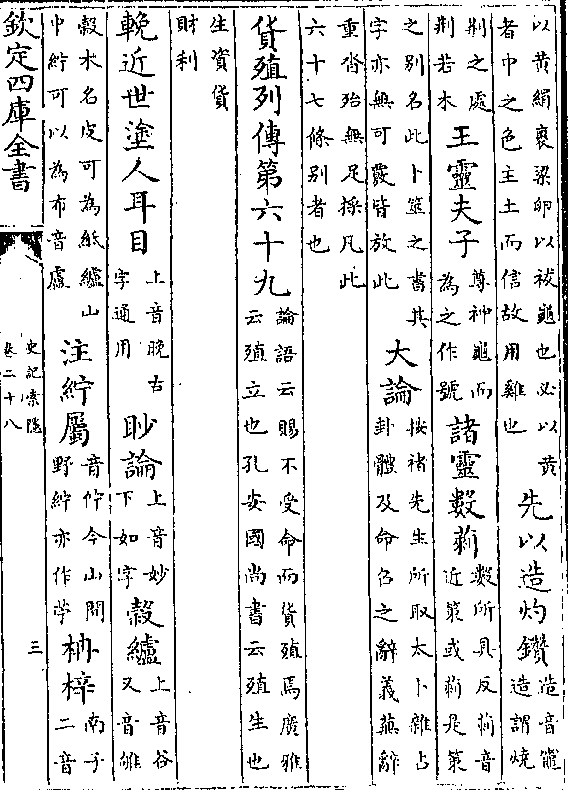 以黄絹裹梁卵以祓龜也必以黄
者中之色主土而信故用雞也
先以造灼鑽
造音竈
造謂燒
荆之處
荆若木
王靈夫子
尊神龜而
為之作號
諸靈數莿
數所具反莿音
近策或莿是策
之别名此卜筮之書其
字亦無可覈皆放此
大論
按褚先生所取太卜雜占
卦體及命召之辭義蕪辭
重沓殆無足採凡此
六十七條别者也
貨殖列傳第六十九
論語云賜不受命而貨殖焉廣雅
云殖立也孔安國尚書云殖生也
生資貨
財利
輓近世塗人耳目
上音晚古
字通用
眇論
上音妙
下如字
穀纑
上音谷
又音雒
穀木名皮可為紙纑山
中紵可以為布音盧
注紵屬
音佇今山間
野紵亦作苧
枏梓
南子
二音
欽定四庫全書
史記索隱
卷二十八
三